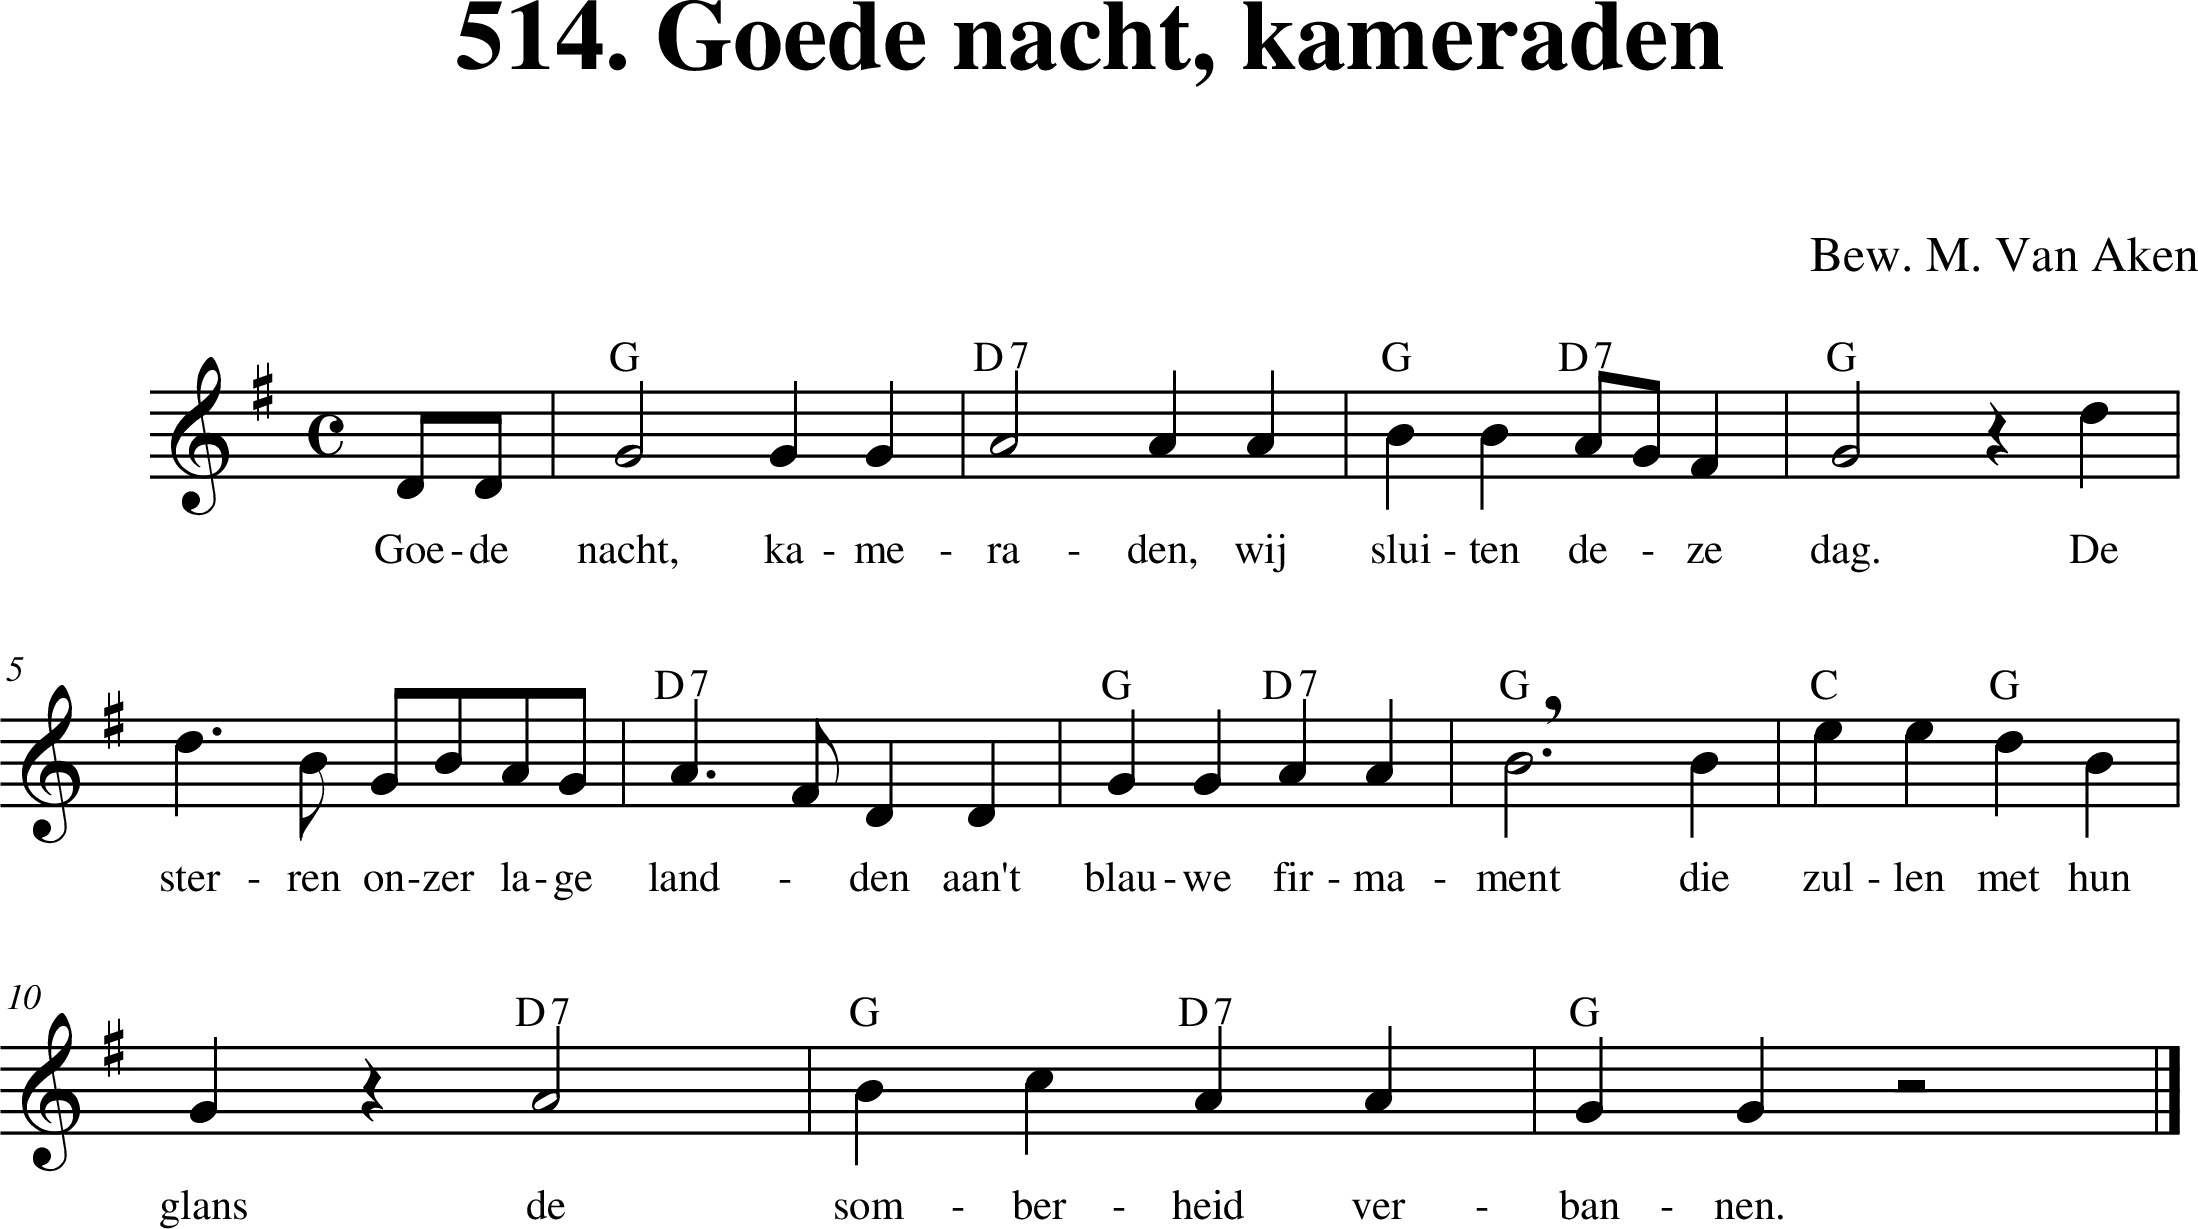 514. Goede nacht, kameraden
Bew. M. Van Aken
G D7 G D7 G
Goe - de nacht, ka - me - ra - den, wij slui - ten de - ze dag. De
5
D7 G D7 G C G
ster - ren on - zer la - ge land - den aan't blau - we fir - ma - ment die zul - len met hun
10
D7 G D7 G
glans de som - ber - heid ver - ban - nen.